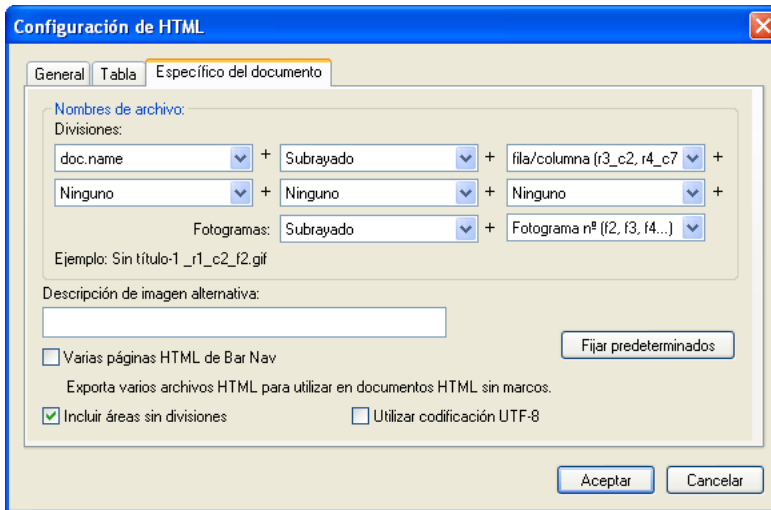 Configuración de HTML
General Tabla Específico del documento
Nombres de archivo:
Divisiones:
doc.name + Subrayado + fila/columna (r3_c2, r4_c7 +
Ninguno + Ninguno + Ninguno +
Fotogramas: Subrayado + Fotograma nº (f2, f3, f4...)
Ejemplo: Sin título-1 _r1_c2_f2.gif
Descripción de imagen alternativa:
Fijar predeterminados
Varias páginas HTML de Bar Nav
Exporta varios archivos HTML para utilizar en documentos HTML sin marcos.
Incluir áreas sin divisiones Utilizar codificación UTF-8
Aceptar Cancelar